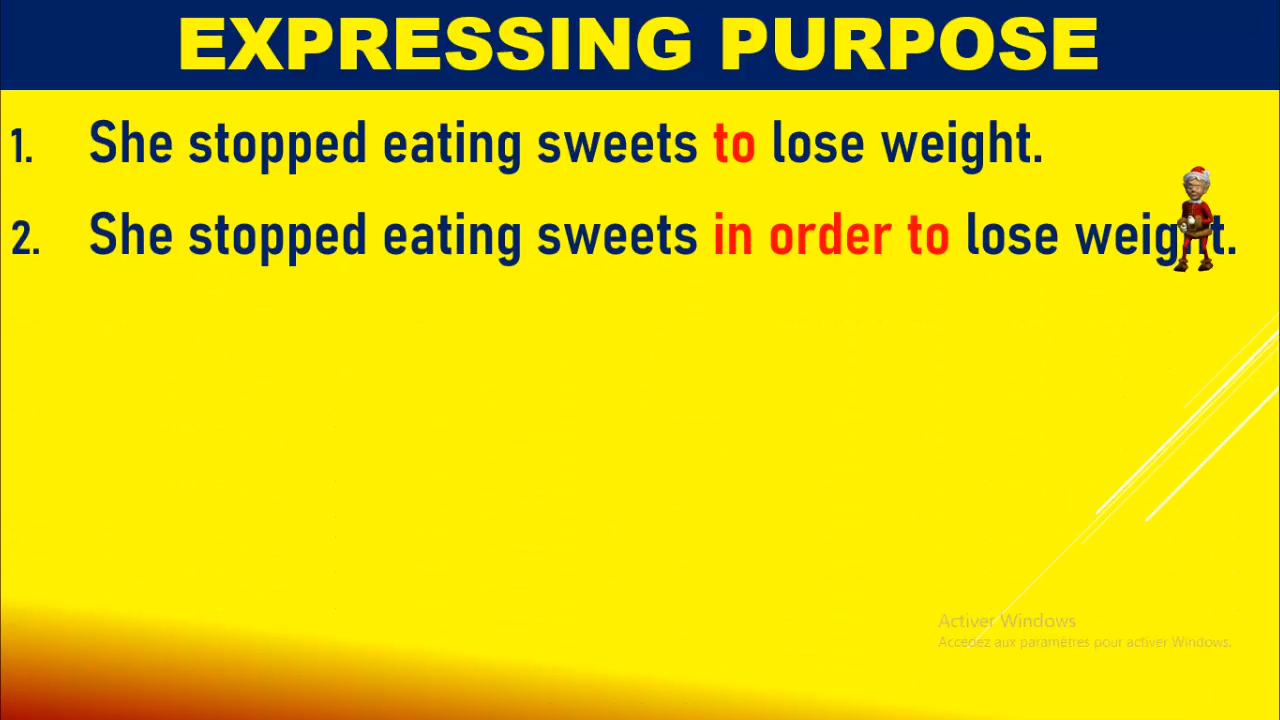 EXPRESSING PURPOSE
1. She stopped eating sweets to lose weight.
2. She stopped eating sweets in order to lose weight.
Activer Windows
Accédez aux paramètres pour activer Windows.